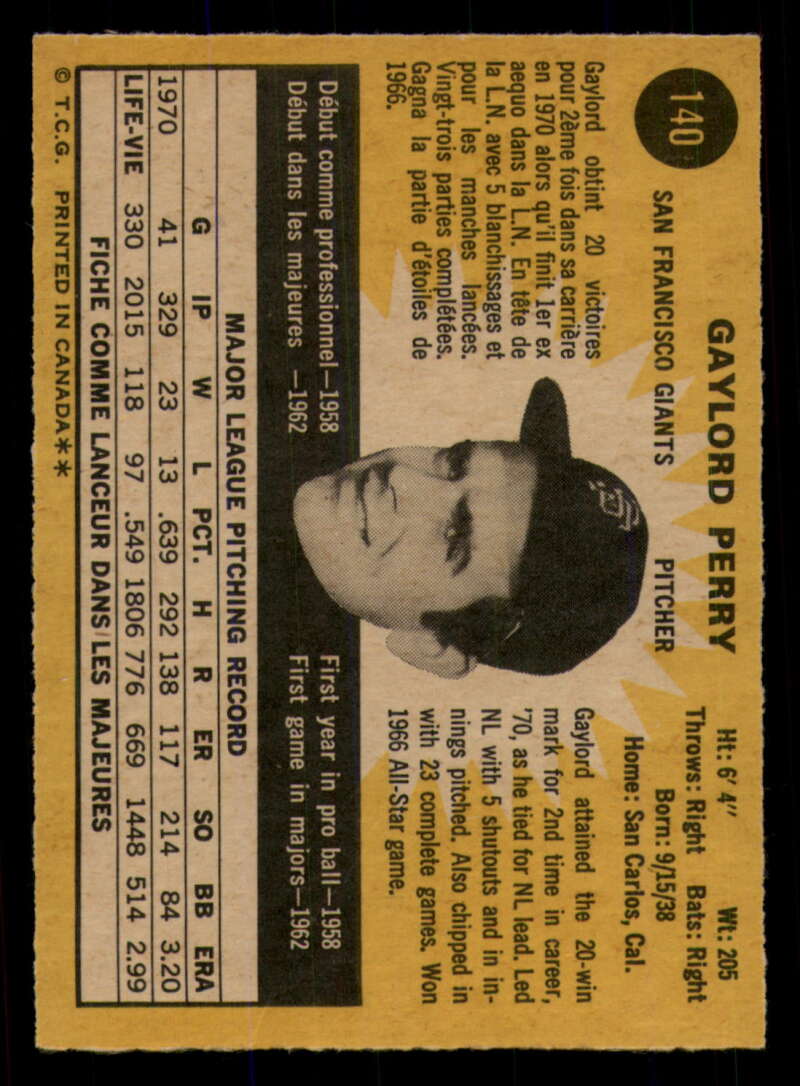 140
GAYLORD PERRY
SAN FRANCISCO GIANTS PITCHER
Ht: 6' 4" Wt: 205
Throws: Right Bats: Right
Born: 9/15/38
Home: San Carlos, Cal.
Gaylord obtint 20 victoires
pour 2ème fois dans sa carrière
en 1970 alors qu'il finit 1er ex
aequo dans la L.N. En tête de
la L.N. avec 5 blanchissages et
pour les manches lancées.
Vingt-trois parties complétées.
Gagna la partie d'étoiles de
1966.
SF
Gaylord attained the 20-win
mark for 2nd time in career,
'70, as he tied for NL lead. Led
NL with 5 shutouts and in in-
nings pitched. Also chipped in
with 23 complete games. Won
1966 All-Star game.
Début comme professionnel—1958
Début dans les majeures —1962
First year in pro ball—1958
First game in majors—1962
MAJOR LEAGUE PITCHING RECORD
G IP W L PCT. H R ER SO BB ERA
1970 41 329 23 13 .639 292 138 117 214 84 3.20
LIFE-VIE 330 2015 118 97 .549 1806 776 669 1448 514 2.99
FICHE COMME LANCEUR DANS LES MAJEURES
© T.C.G. PRINTED IN CANADA**